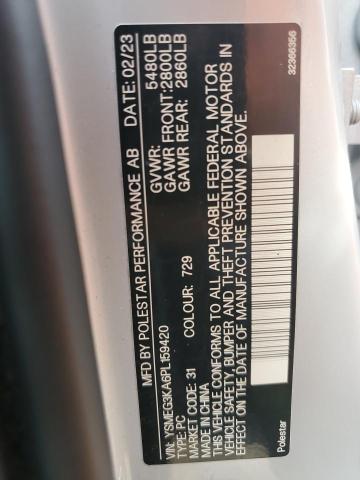 MFD BY POLESTAR PERFORMANCE AB DATE: 02/23
GVWR: 5480LB
GAWR FRONT:2800LB
GAWR REAR: 2860LB
VIN: YSMEG3KA6PL159420
TYPE: PC
MARKET CODE: 31 COLOUR: 729
MADE IN CHINA
THIS VEHICLE CONFORMS TO ALL APPLICABLE FEDERAL MOTOR
VEHICLE SAFETY, BUMPER AND THEFT PREVENTION STANDARDS IN
EFFECT ON THE DATE OF MANUFACTURE SHOWN ABOVE.
Polestar 32366356